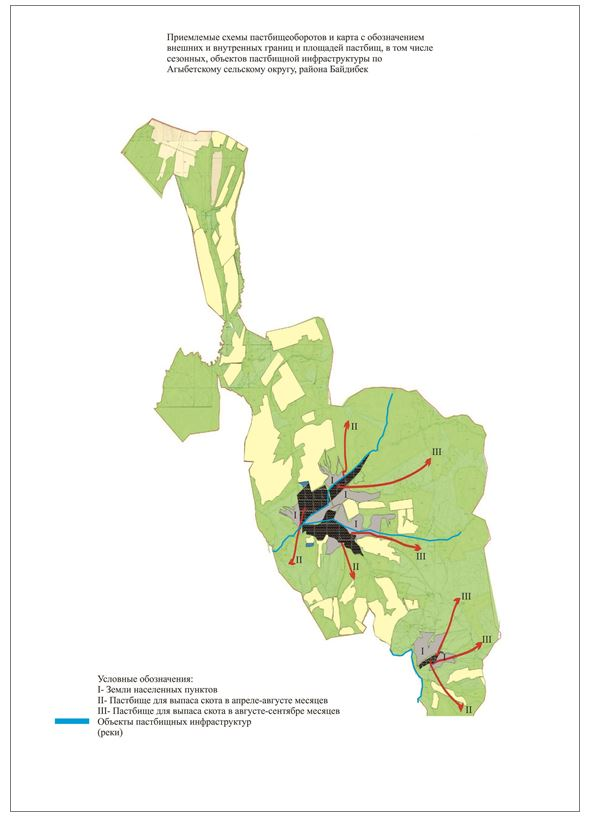 Приемлемые схемы пастбищеоборотов и карта с обозначением
внешних и внутренних границ и площадей пастбищ, в том числе
сезонных, объектов пастбищной инфраструктуры по
Агыбетскому сельскому округу, района Байдибек
II
III
I
I
I
I
III
II
II
III
III
I
II
Условные обозначения:
I- Земли населенных пунктов
II- Пастбище для выпаса скота в апреле-августе месяцев
III- Пастбище для выпаса скота в августе-сентябре месяцев
Объекты пастбищных инфраструктур
(реки)